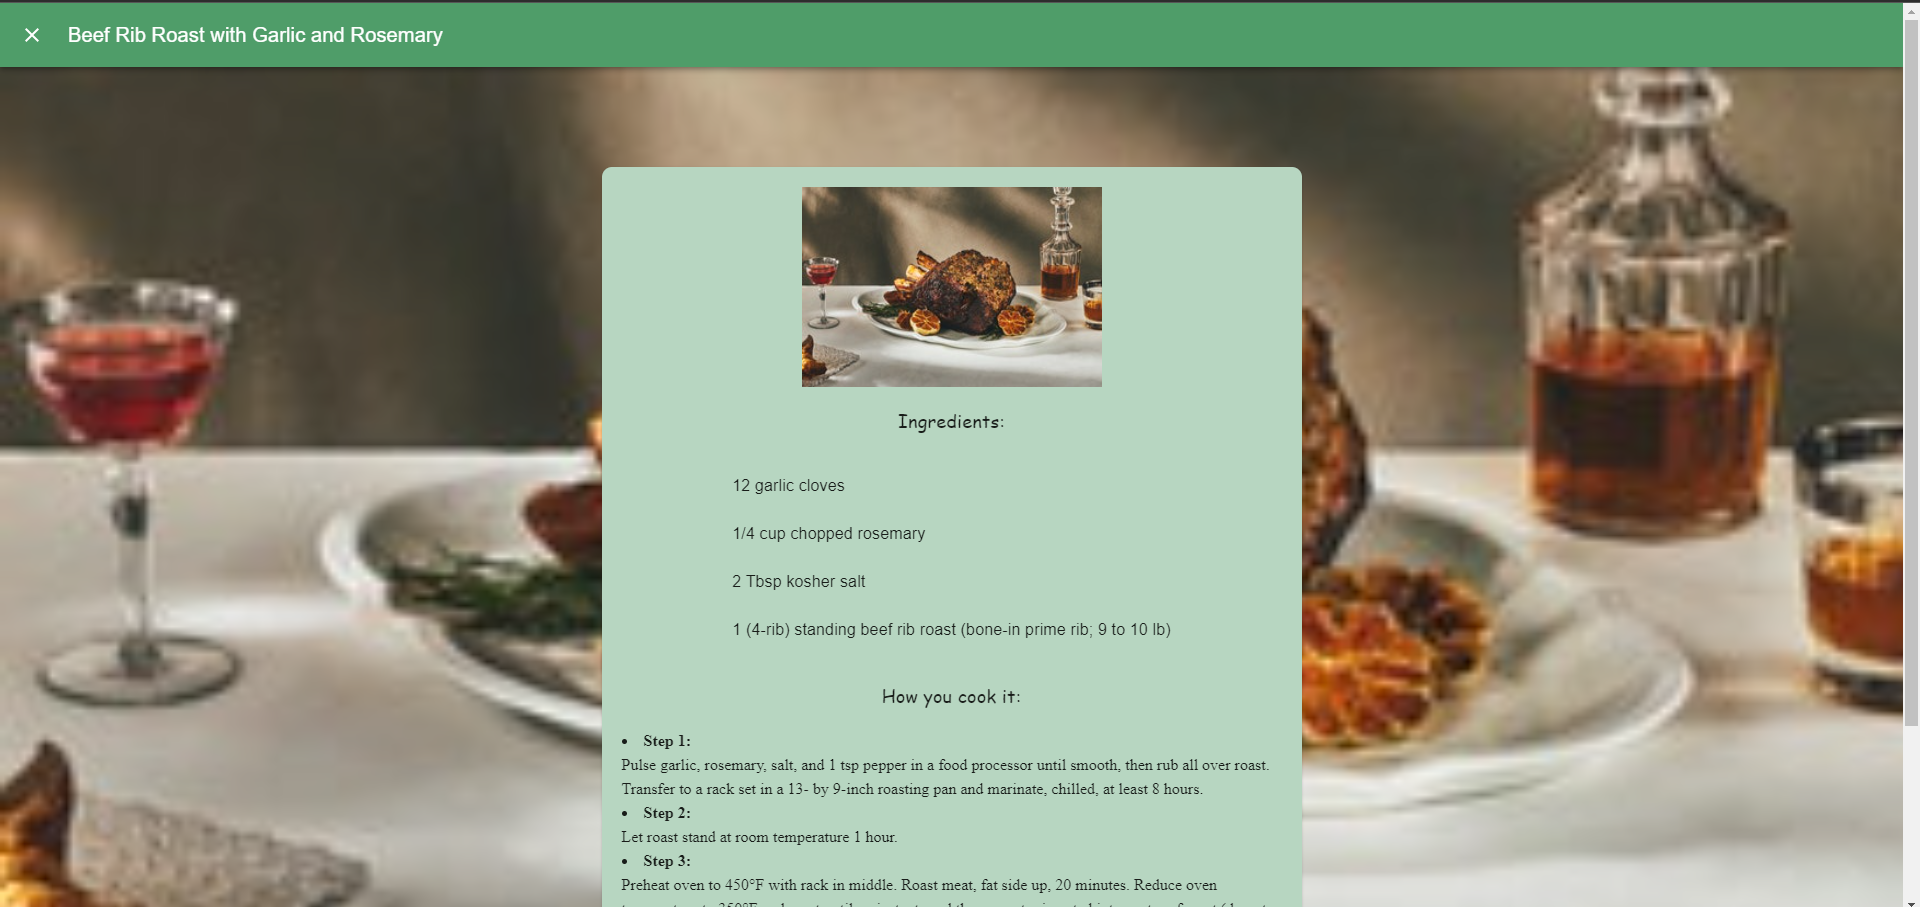 Beef Rib Roast with Garlic and Rosemary
Ingredients:
12 garlic cloves
1/4 cup chopped rosemary
2 Tbsp kosher salt
1 (4-rib) standing beef rib roast (bone-in prime rib; 9 to 10 lb)
How you cook it:
• Step 1:
Pulse garlic, rosemary, salt, and 1 tsp pepper in a food processor until smooth, then rub all over roast.
Transfer to a rack set in a 13- by 9-inch roasting pan and marinate, chilled, at least 8 hours.
• Step 2:
Let roast stand at room temperature 1 hour.
• Step 3:
Preheat oven to 450°F with rack in middle. Roast meat, fat side up, 20 minutes. Reduce oven